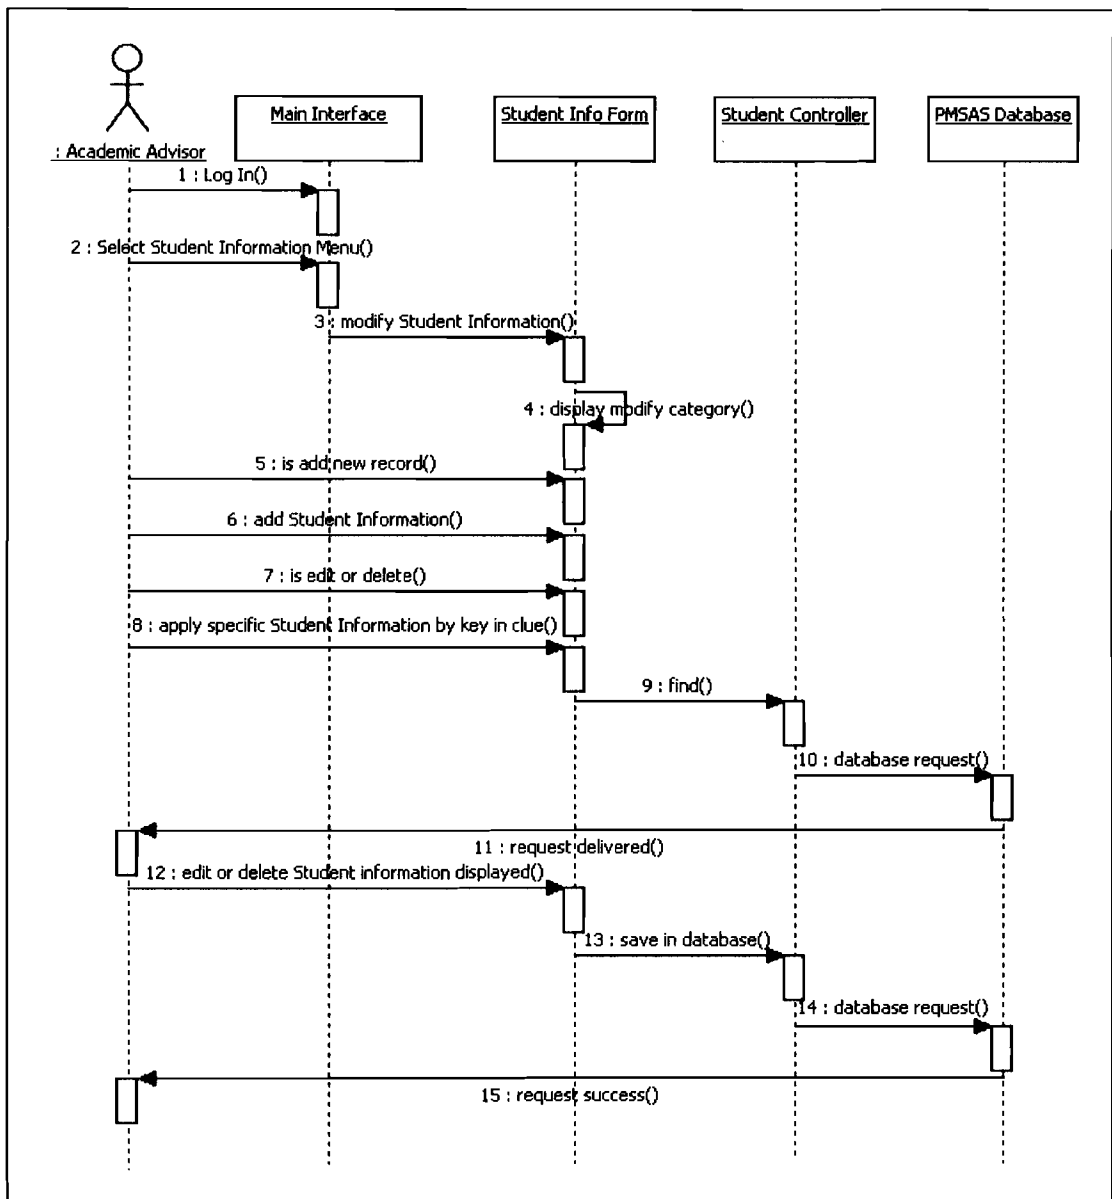 Main Interface
Student Info Form
Student Controller
PMSAS Database
: Academic Advisor
1 : Log In()
2 : Select Student Information Menu()
3 : modify Student Information()
4 : display modify category()
5 : is add new record()
6 : add Student Information()
7 : is edit or delete()
8 : apply specific Student Information by key in clue()
9 : find()
10 : database request()
11 : request delivered()
12 : edit or delete Student information displayed()
13 : save in database()
14 : database request()
15 : request success()